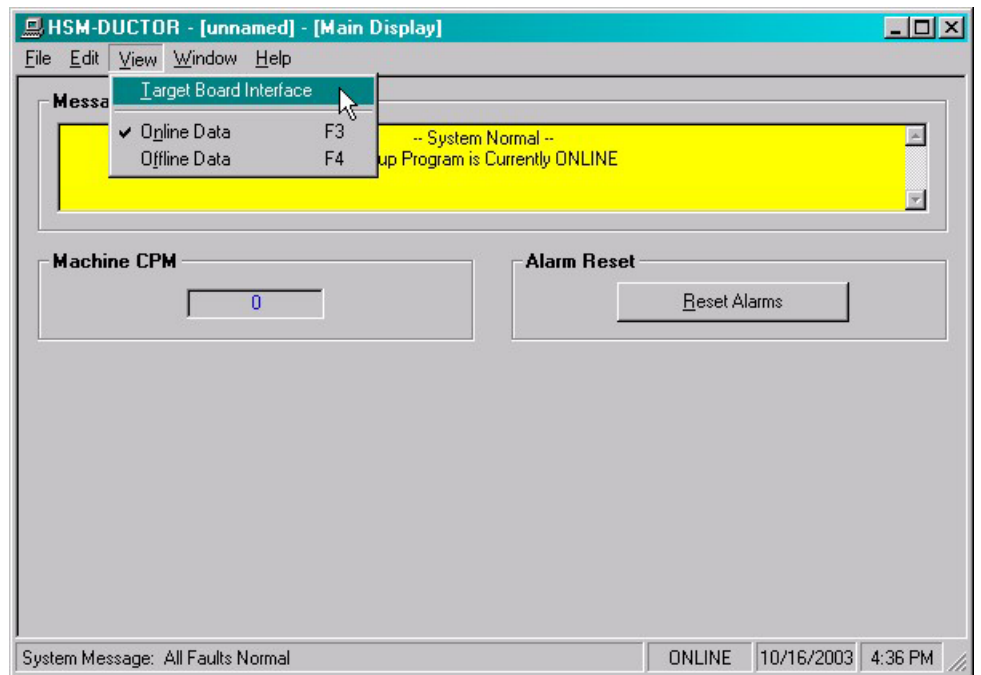 HSM-DUCTOR - [unnamed] - [Main Display]
File Edit View Window Help
Target Board Interface
Online Data F3
Offline Data F4
-- System Normal --
up Program is Currently ONLINE
Machine CPM
0
Alarm Reset
Reset Alarms
System Message: All Faults Normal
ONLINE
10/16/2003
4:36 PM